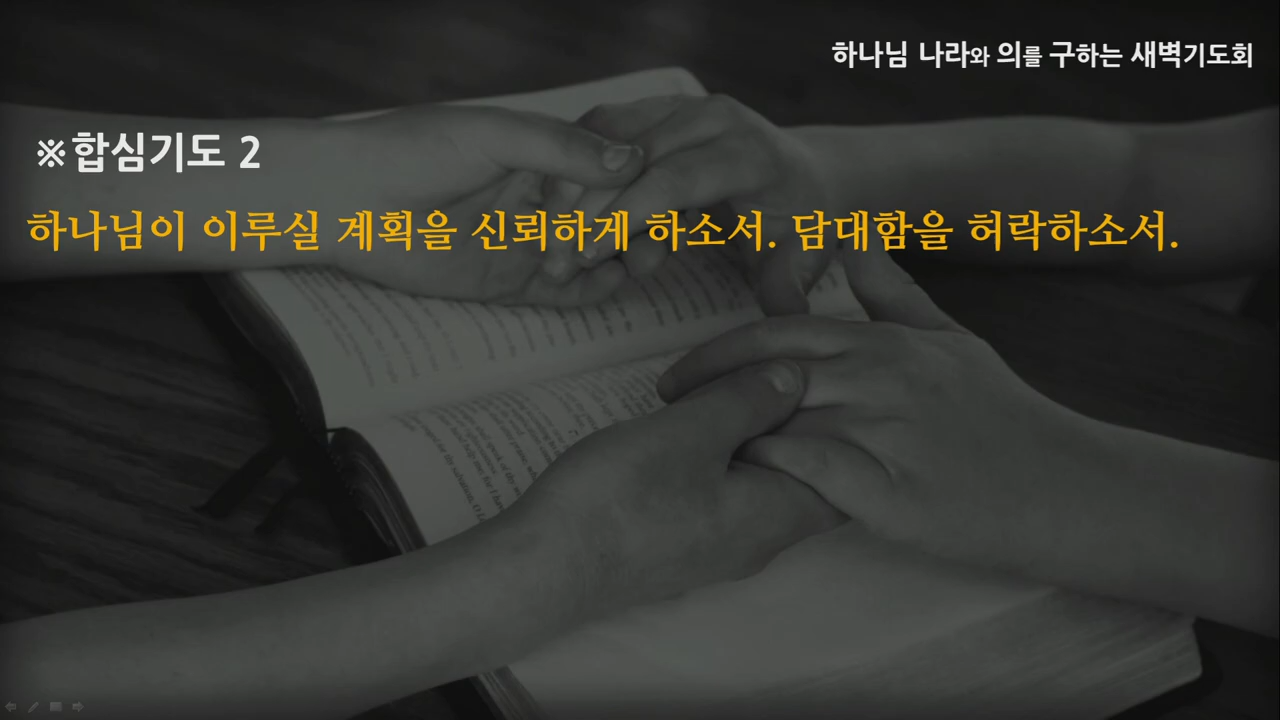 하나님 나라와 의를 구하는 새벽기도회
※합심기도 2
하나님이 이루실 계획을 신뢰하게 하소서. 담대함을 허락하소서.